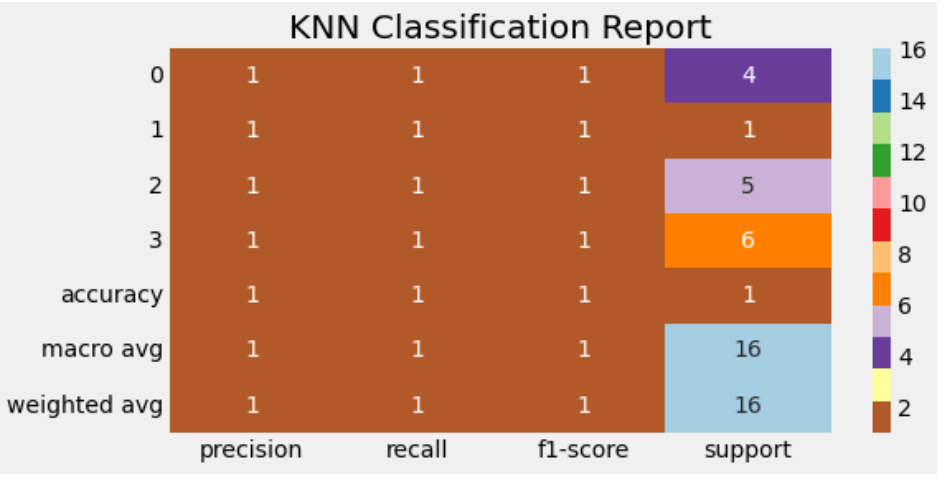 KNN Classification Report
0 1 1 1 4
1 1 1 1 1
2 1 1 1 5
3 1 1 1 6
accuracy 1 1 1 1
macro avg 1 1 1 16
weighted avg 1 1 1 16
precision recall f1-score support
16
14
12
10
8
6
4
2